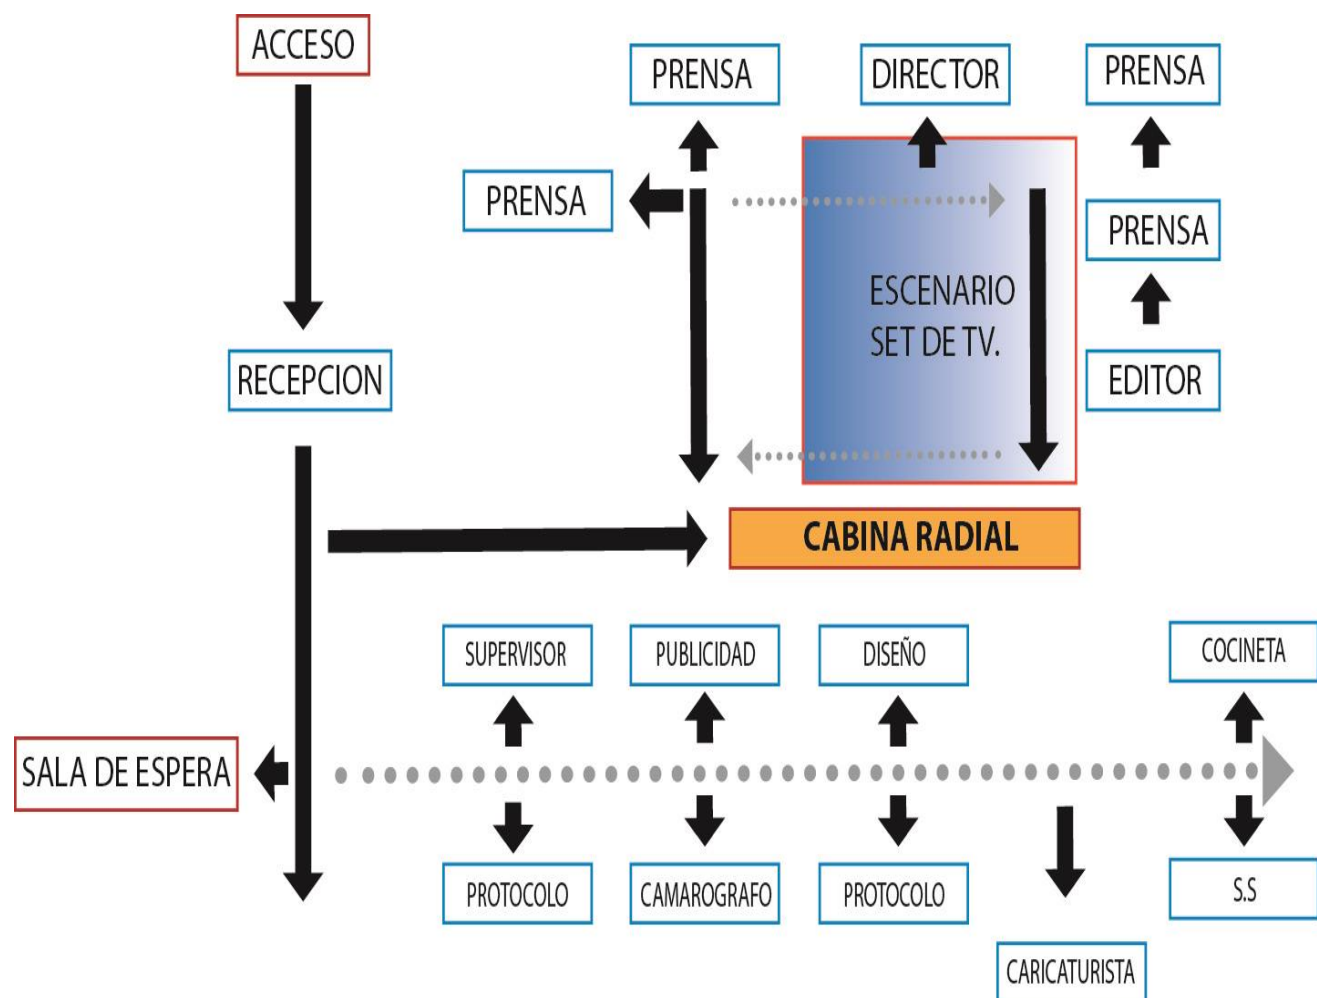 ACCESO
PRENSA
DIRECTOR
PRENSA
PRENSA
PRENSA
ESCENARIO
SET DE TV.
RECEPCION
EDITOR
CABINA RADIAL
SUPERVISOR
PUBLICIDAD
DISEÑO
COCINETA
SALA DE ESPERA
PROTOCOLO
CAMAROGRAFO
PROTOCOLO
S.S
CARICATURISTA